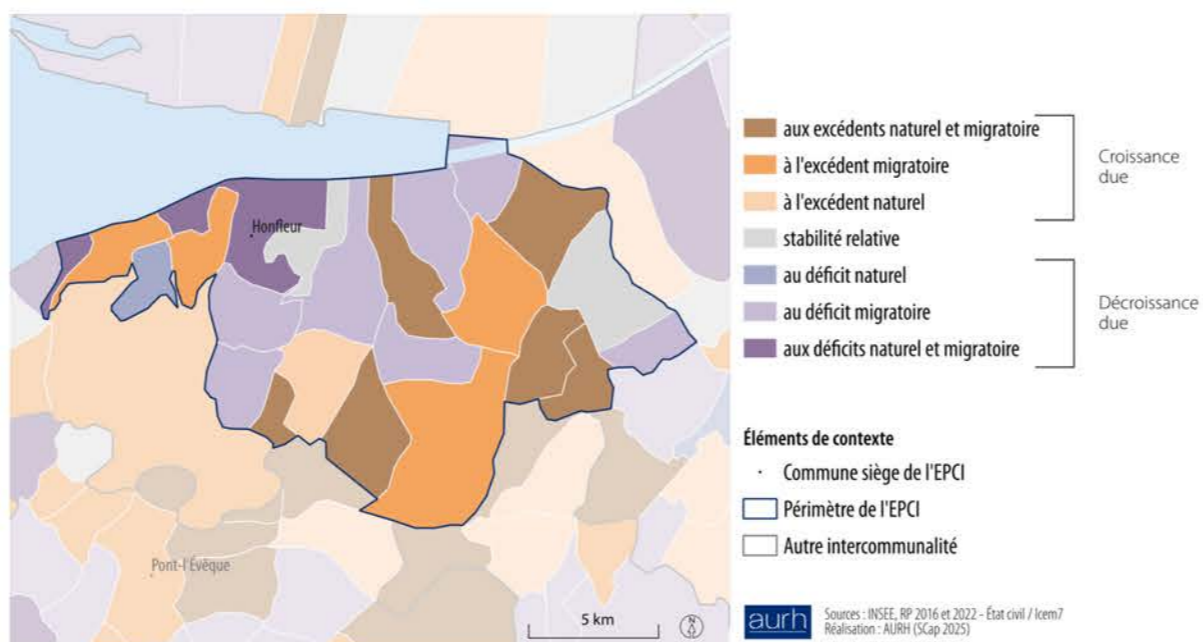 Honfleur
Pont-l'Évêque
5 km
N
aux excédents naturel et migratoire
à l'excédent migratoire
à l'excédent naturel
Croissance
due
stabilité relative
au déficit naturel
au déficit migratoire
aux déficits naturel et migratoire
Décroissance
due
Éléments de contexte
Commune siège de l'EPCI
Périmètre de l'EPCI
Autre intercommunalité
aurh
Sources : INSEE, RP 2016 et 2022 - État civil / Icem7
Réalisation : AURH (SCap 2025)